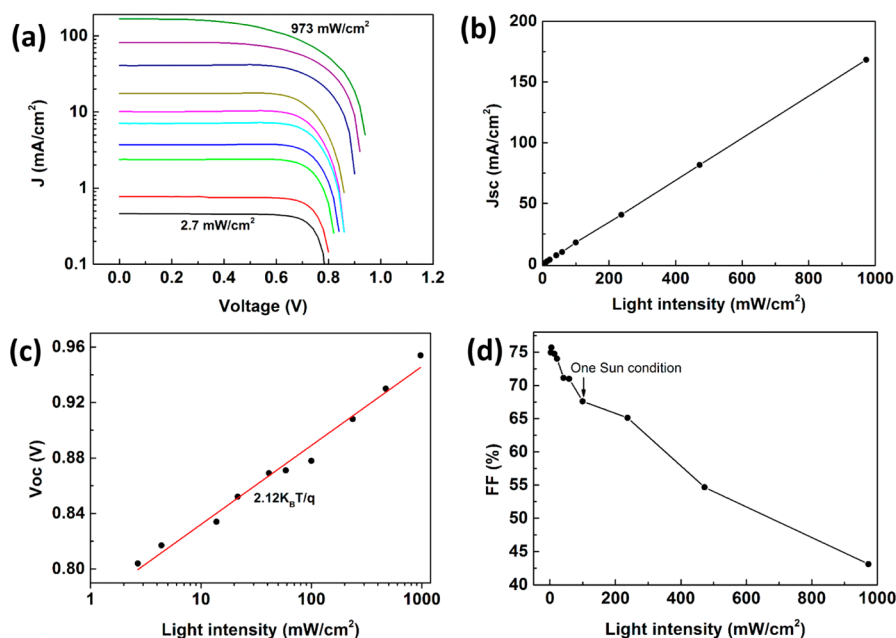 (a)
973 mW/cm²
2.7 mW/cm²
J (mA/cm²)
100
10
1
0.1
0.0 0.2 0.4 0.6 0.8 1.0 1.2
Voltage (V)
(b)
Jsc (mA/cm²)
200
150
100
50
0
0 200 400 600 800 1000
Light intensity (mW/cm²)
(c)
2.12K_BT/q
Voc (V)
0.96
0.92
0.88
0.84
0.80
1 10 100 1000
Light intensity (mW/cm²)
(d)
One Sun condition
FF (%)
75
70
65
60
55
50
45
40
0 200 400 600 800 1000
Light intensity (mW/cm²)